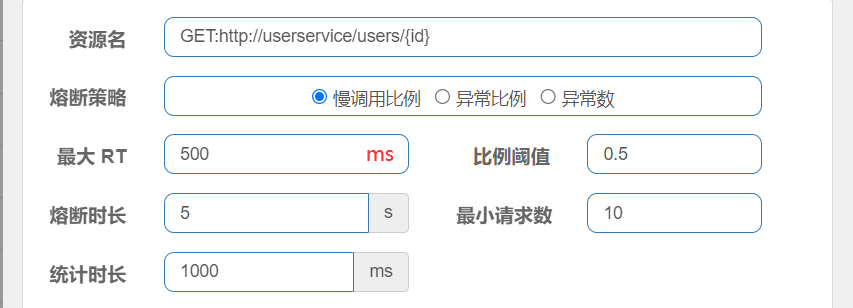 资源名 GET:http://userservice/users/{id}
熔断策略 慢调用比例 异常比例 异常数
最大 RT 500 ms 比例阈值 0.5
熔断时长 5 s 最小请求数 10
统计时长 1000 ms